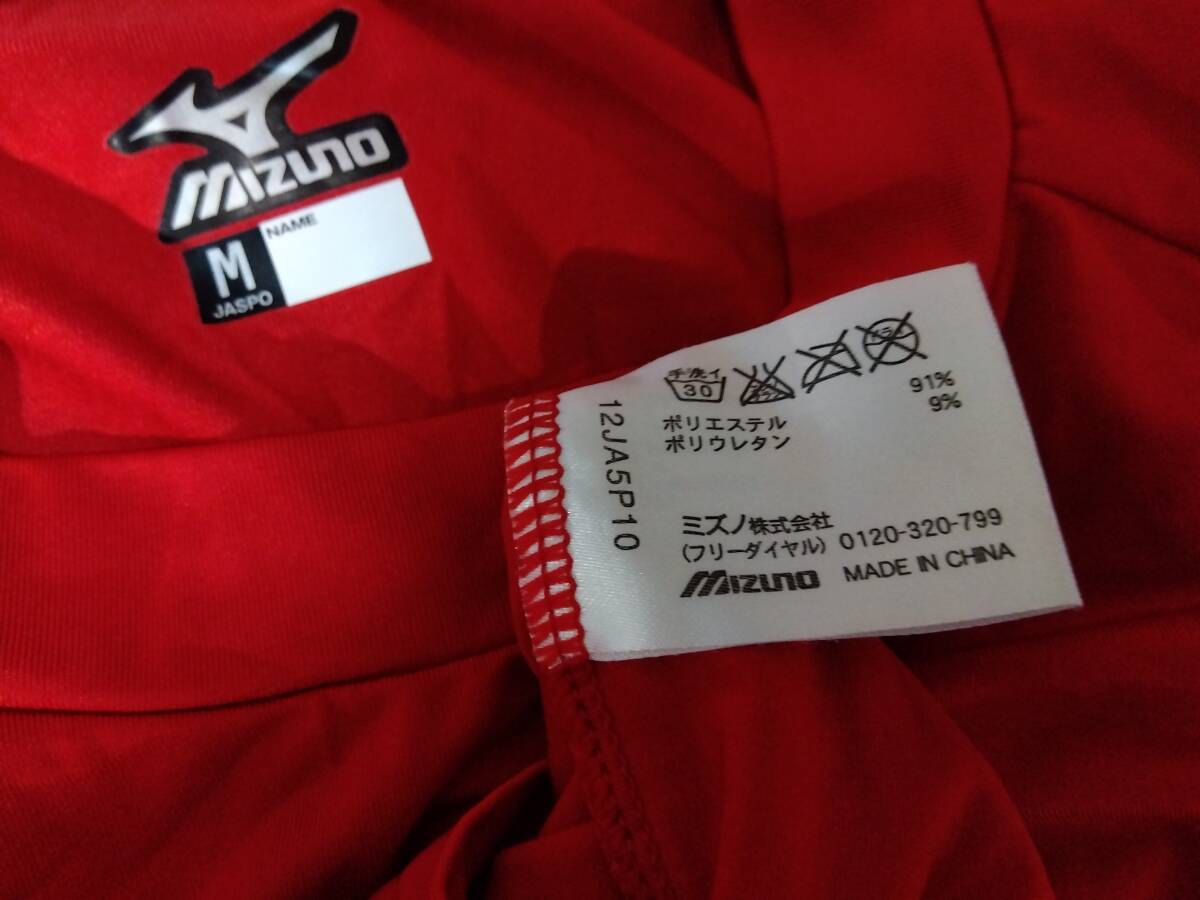 MIZUNO
NAME
M
JASPO
手洗イ
30
91%
9%
ポリエステル
ポリウレタン
12JA5P10
ミズノ株式会社
(フリーダイヤル) 0120-320-799
MIZUNO MADE IN CHINA